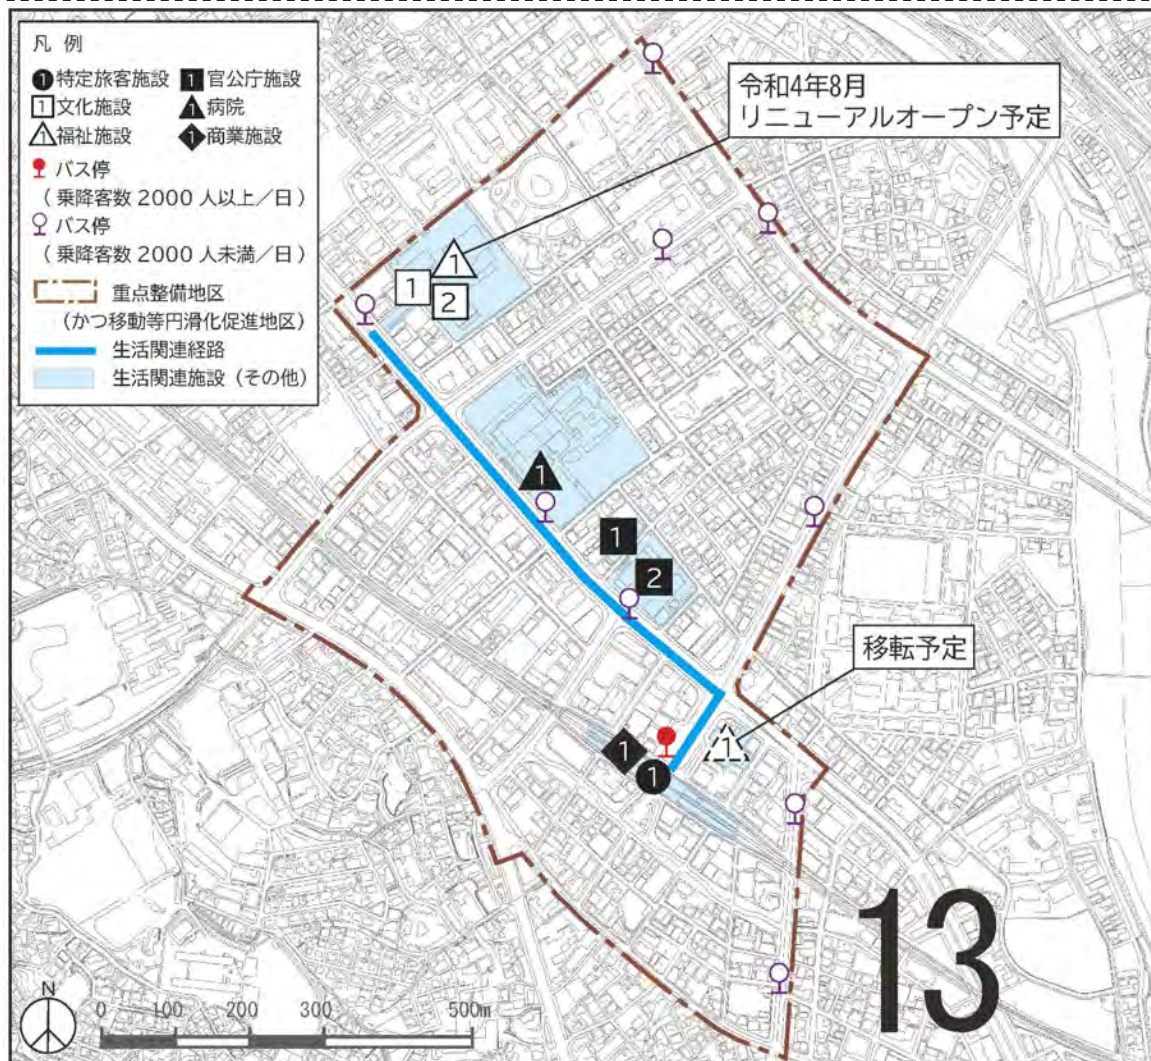 凡 例
1 特定旅客施設 1 官公庁施設
1 文化施設 1 病院
1 福祉施設 1 商業施設
バス停
(乗降客数 2000 人以上/日)
バス停
(乗降客数 2000 人未満/日)
重点整備地区
(かつ移動等円滑化促進地区)
生活関連経路
生活関連施設(その他)
令和4年8月
リニューアルオープン予定
1
1
2
1
1
2
移転予定
1
1
1
13
N
0 100 200 300 500m